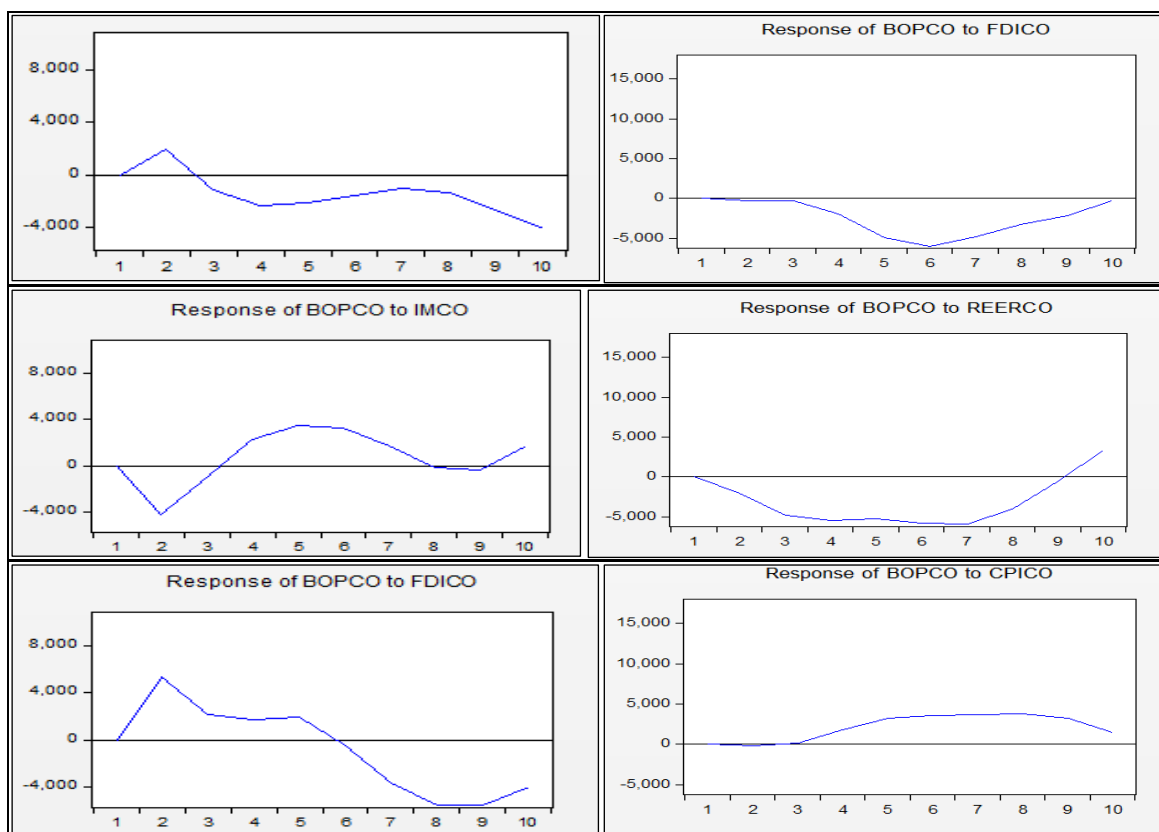 8,000
4,000
0
-4,000
1 2 3 4 5 6 7 8 9 10
Response of BOPCO to FDICO
15,000
10,000
5,000
0
-5,000
1 2 3 4 5 6 7 8 9 10
Response of BOPCO to IMCO
8,000
4,000
0
-4,000
1 2 3 4 5 6 7 8 9 10
Response of BOPCO to REERCO
15,000
10,000
5,000
0
-5,000
1 2 3 4 5 6 7 8 9 10
Response of BOPCO to FDICO
8,000
4,000
0
-4,000
1 2 3 4 5 6 7 8 9 10
Response of BOPCO to CPICO
15,000
10,000
5,000
0
-5,000
1 2 3 4 5 6 7 8 9 10